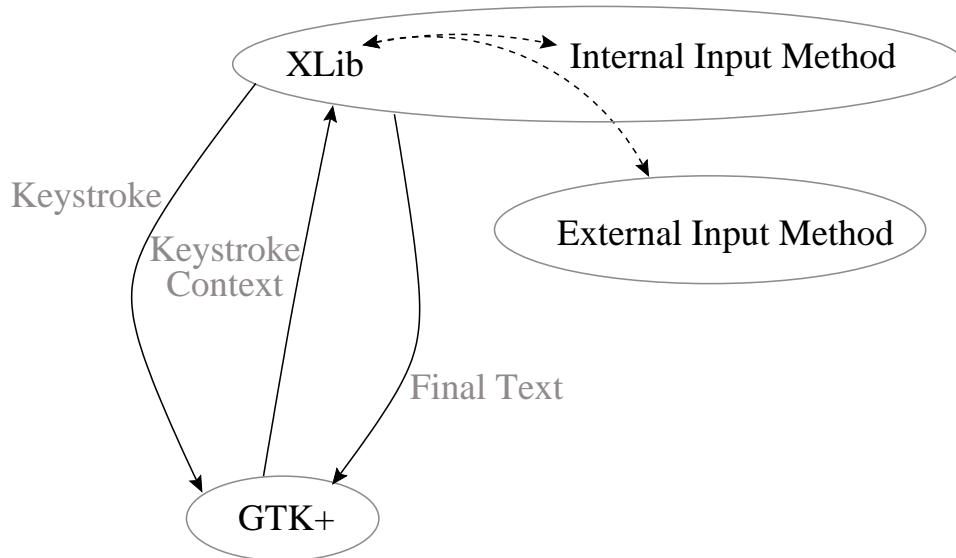 XLib
Internal Input Method
Keystroke
Keystroke
Context
External Input Method
Final Text
GTK+